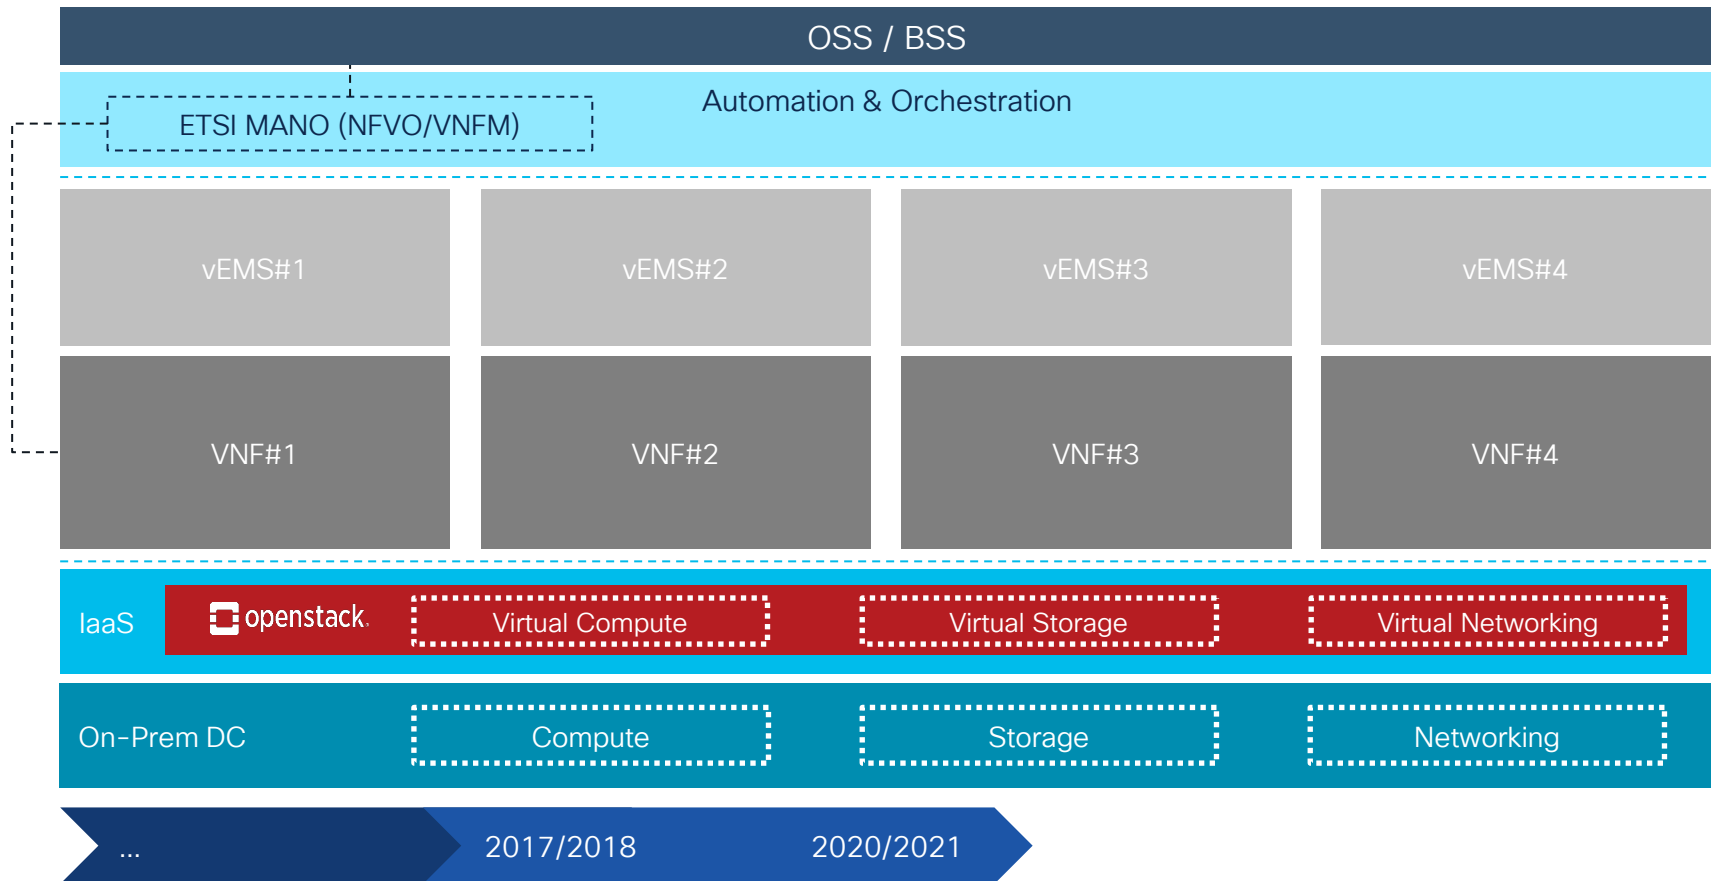 OSS / BSS
Automation & Orchestration
ETSI MANO (NFVO/VNFM)
vEMS#1
vEMS#2
vEMS#3
vEMS#4
VNF#1
VNF#2
VNF#3
VNF#4
IaaS
openstack.
Virtual Compute
Virtual Storage
Virtual Networking
On-Prem DC
Compute
Storage
Networking
...
2017/2018
2020/2021